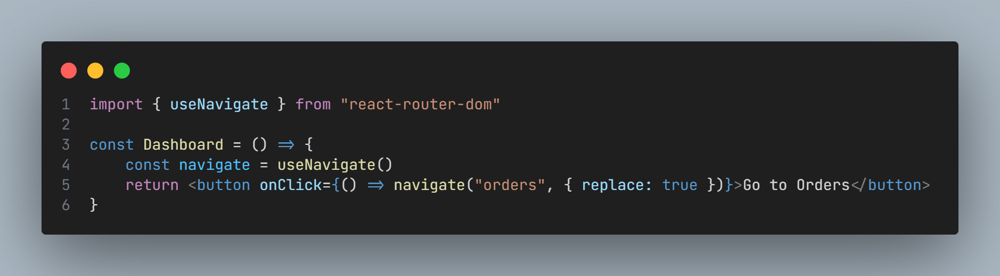 1 import { useNavigate } from "react-router-dom"
2
3 const Dashboard = () => {
4 const navigate = useNavigate()
5 return <button onClick={() => navigate("orders", { replace: true })}>Go to Orders</button>
6 }